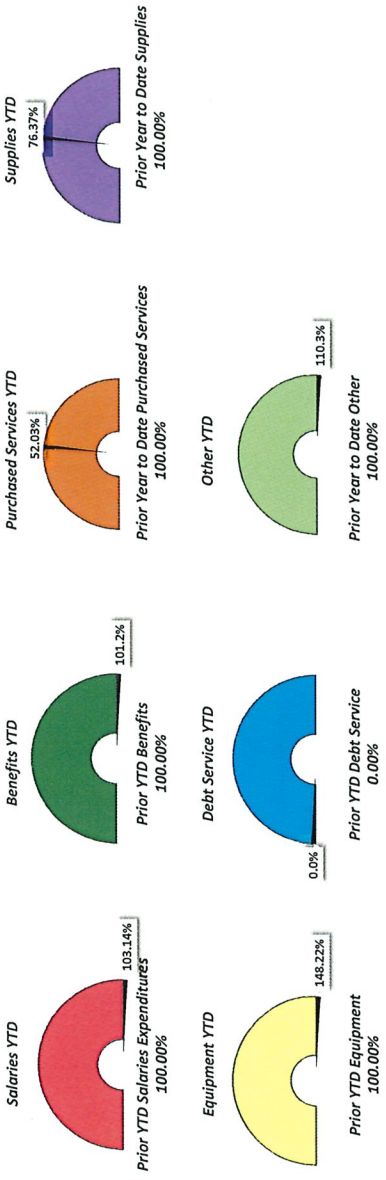 Salaries YTD
103.14%
Prior YTD Salaries Expenditures
100.00%
Benefits YTD
101.2%
Prior YTD Benefits
100.00%
Purchased Services YTD
52.03%
Prior Year to Date Purchased Services
100.00%
Supplies YTD
76.37%
Prior Year to Date Supplies
100.00%
Equipment YTD
148.22%
Prior YTD Equipment
100.00%
Debt Service YTD
0.0%
Prior YTD Debt Service
0.00%
Other YTD
110.3%
Prior Year to Date Other
100.00%